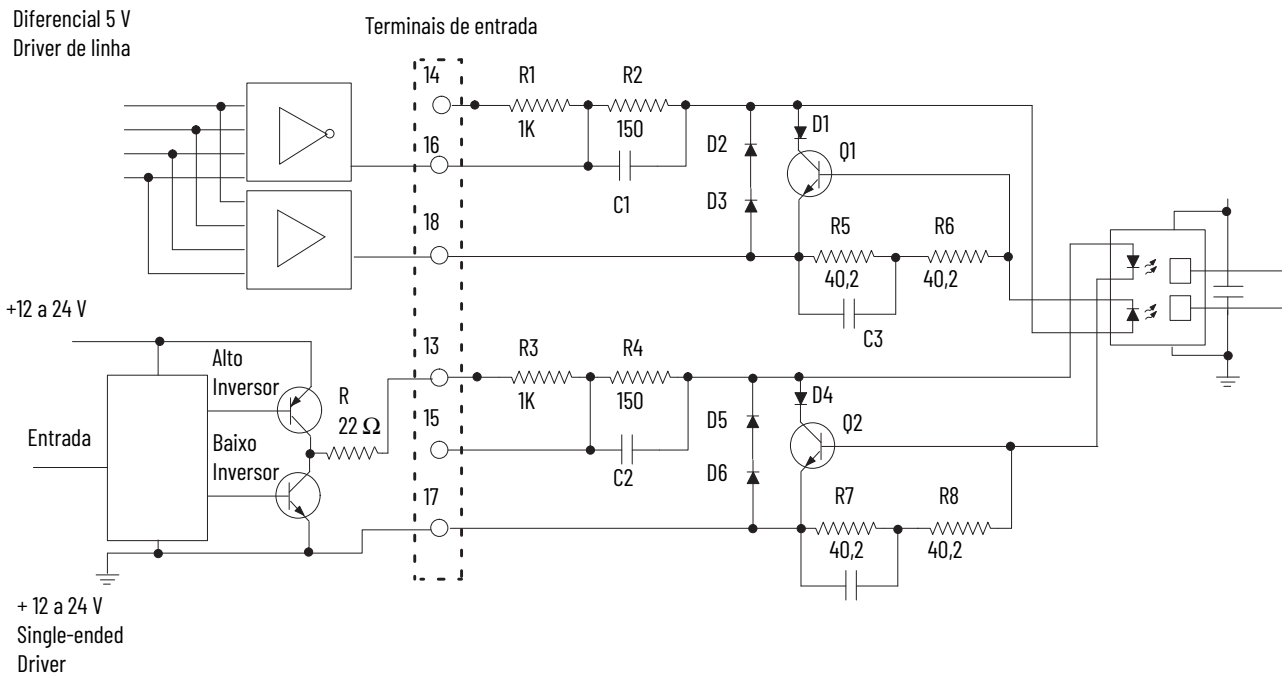 Diferencial 5 V
Driver de linha
Terminais de entrada
14
R1
R2
1K
150
D1
D2
Q1
16
C1
D3
18
R5
R6
40,2
40,2
C3
+12 a 24 V
13
R3
R4
Alto
Inversor
R
22 Ω
1K
150
D4
15
D5
Q2
Entrada
Baixo
Inversor
C2
D6
17
R7
R8
40,2
40,2
+ 12 a 24 V
Single-ended
Driver